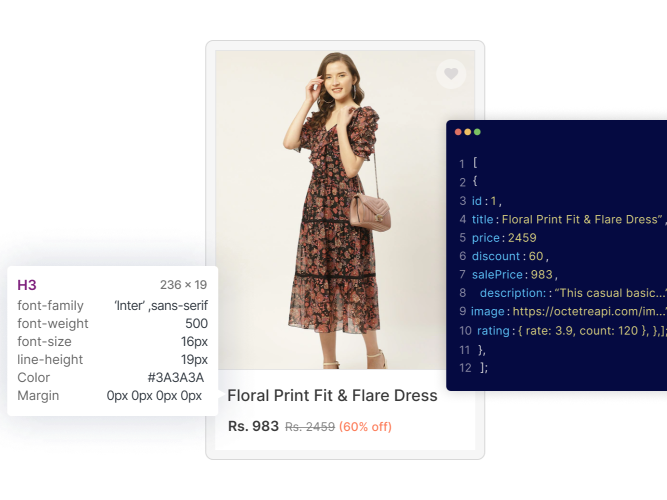 H3 236 × 19
font-family ‘Inter’ ,sans-serif
font-weight 500
font-size 16px
line-height 19px
Color #3A3A3A
Margin 0px 0px 0px 0px
Floral Print Fit & Flare Dress
Rs. 983 Rs. 2459 (60% off)
1 [
2 {
3 id : 1 ,
4 title : Floral Print Fit & Flare Dress” ,
5 price : 2459
6 discount : 60 ,
7 salePrice : 983 ,
8 description: : “This casual basic...”
9 image : https://octetreapi.com/im...”
10 rating : { rate: 3.9, count: 120 }, },];
11 },
12 ];